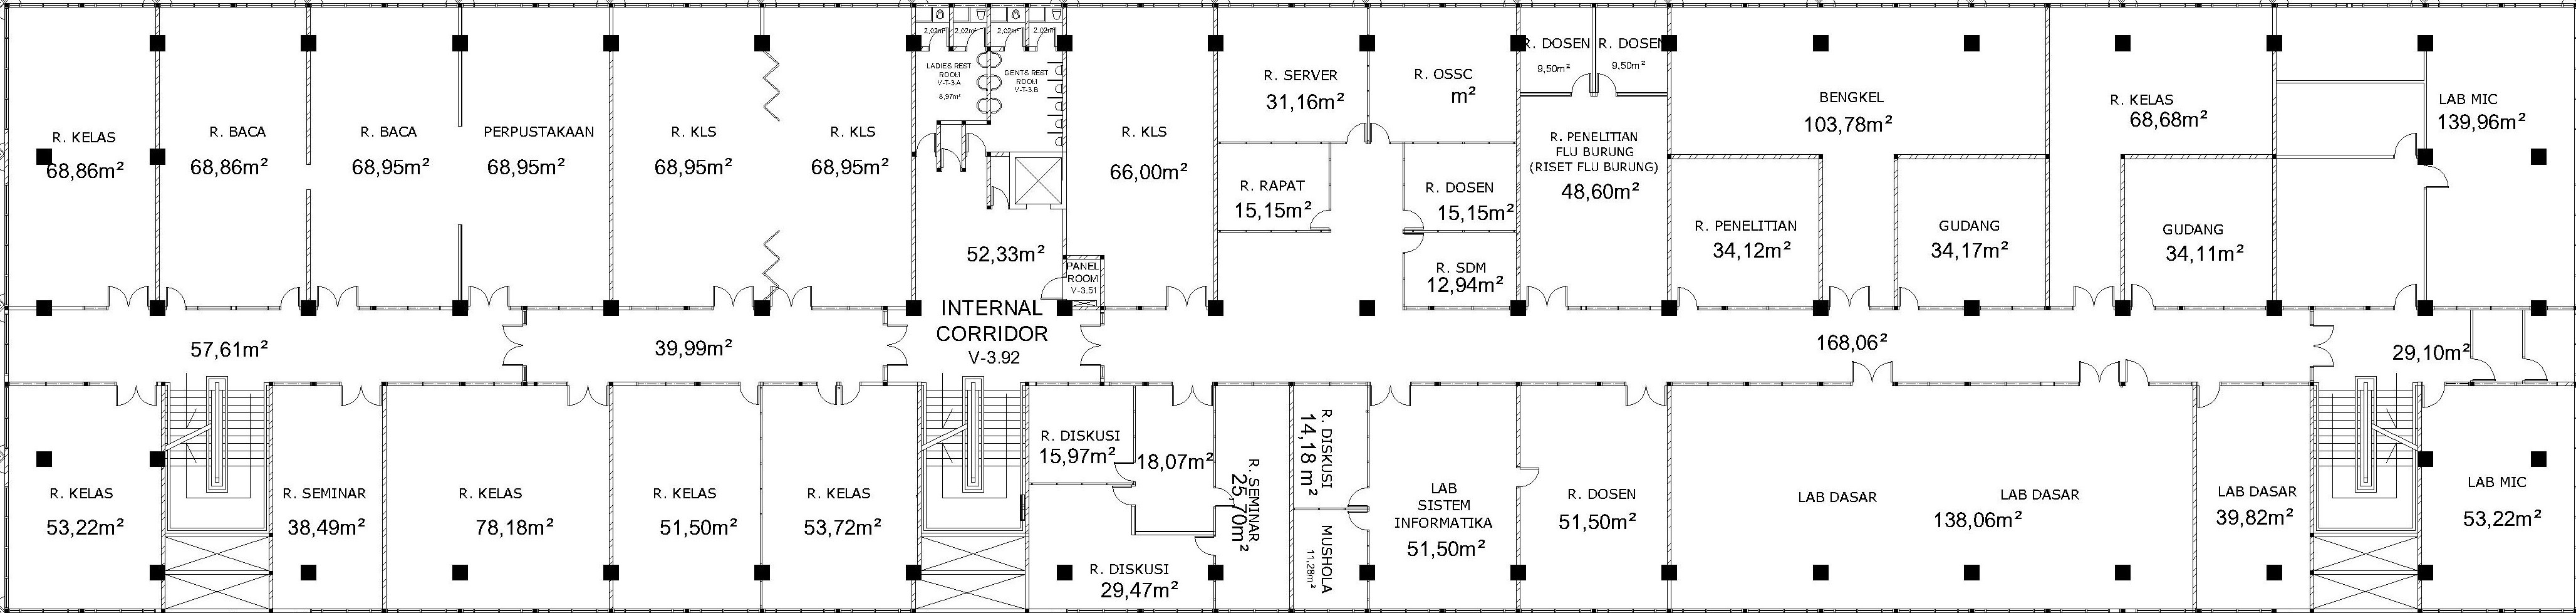 R. KELAS
68,86m²
R. BACA
68,86m²
R. BACA
68,95m²
PERPUSTAKAAN
68,95m²
R. KLS
68,95m²
R. KLS
68,95m²
2,02m²
2,02m²
2,02m²
2,02m²
LADIES REST
ROOM
V-T-3.A
8,97m²
GENTS REST
ROOM
V-T-3.B
52,33m²
PANEL
ROOM
V-3.51
R. KLS
66,00m²
R. SERVER
31,16m²
R. OSSC
m²
R. RAPAT
15,15m²
R. DOSEN
15,15m²
R. SDM
12,94m²
R. DOSEN
9,50m²
R. DOSEN
9,50m²
R. PENELITIAN
FLU BURUNG
(RISET FLU BURUNG)
48,60m²
BENGKEL
103,78m²
R. PENELITIAN
34,12m²
GUDANG
34,17m²
R. KELAS
68,68m²
GUDANG
34,11m²
LAB MIC
139,96m²
57,61m²
39,99m²
INTERNAL
CORRIDOR
V-3.92
168,06²
29,10m²
R. KELAS
53,22m²
R. SEMINAR
38,49m²
R. KELAS
78,18m²
R. KELAS
51,50m²
R. KELAS
53,72m²
R. DISKUSI
15,97m²
18,07m²
R. DISKUSI
29,47m²
R. SEMINAR
25,70m²
R. DISKUSI
14,18 m²
MUSHOLA
11,28m²
LAB
SISTEM
INFORMATIKA
51,50m²
R. DOSEN
51,50m²
LAB DASAR
LAB DASAR
138,06m²
LAB DASAR
39,82m²
LAB MIC
53,22m²